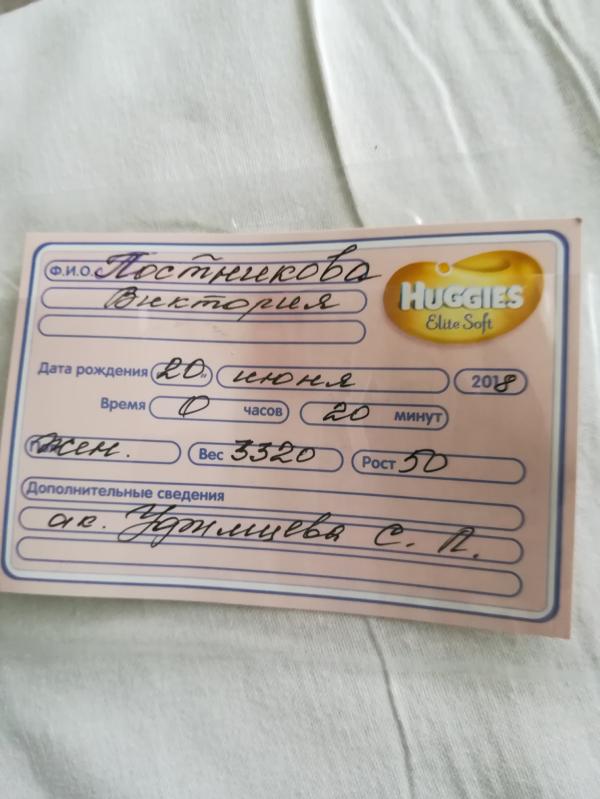 Ф.И.О. Постникова
Виктория
HUGGIES
Elite Soft
Дата рождения 20 июня 2018
Время 0 часов 20 минут
жен. Вес 3320 Рост 50
Дополнительные сведения
ак. С. П.